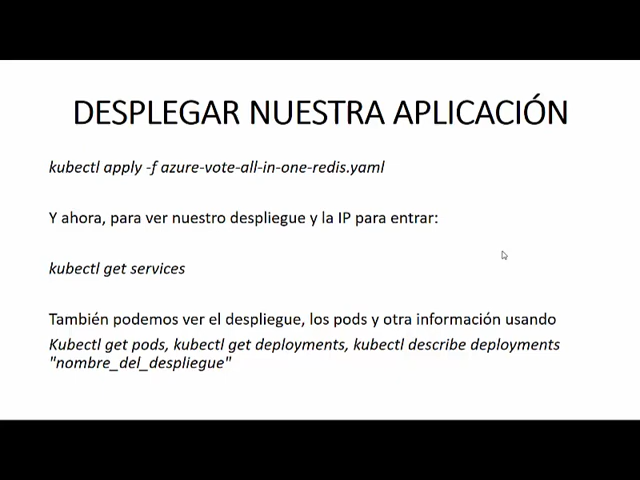 DESPLEGAR NUESTRA APLICACIÓN
kubectl apply -f azure-vote-all-in-one-redis.yaml
Y ahora, para ver nuestro despliegue y la IP para entrar:
kubectl get services
También podemos ver el despliegue, los pods y otra información usando
Kubectl get pods, kubectl get deployments, kubectl describe deployments
"nombre_del_despliegue"